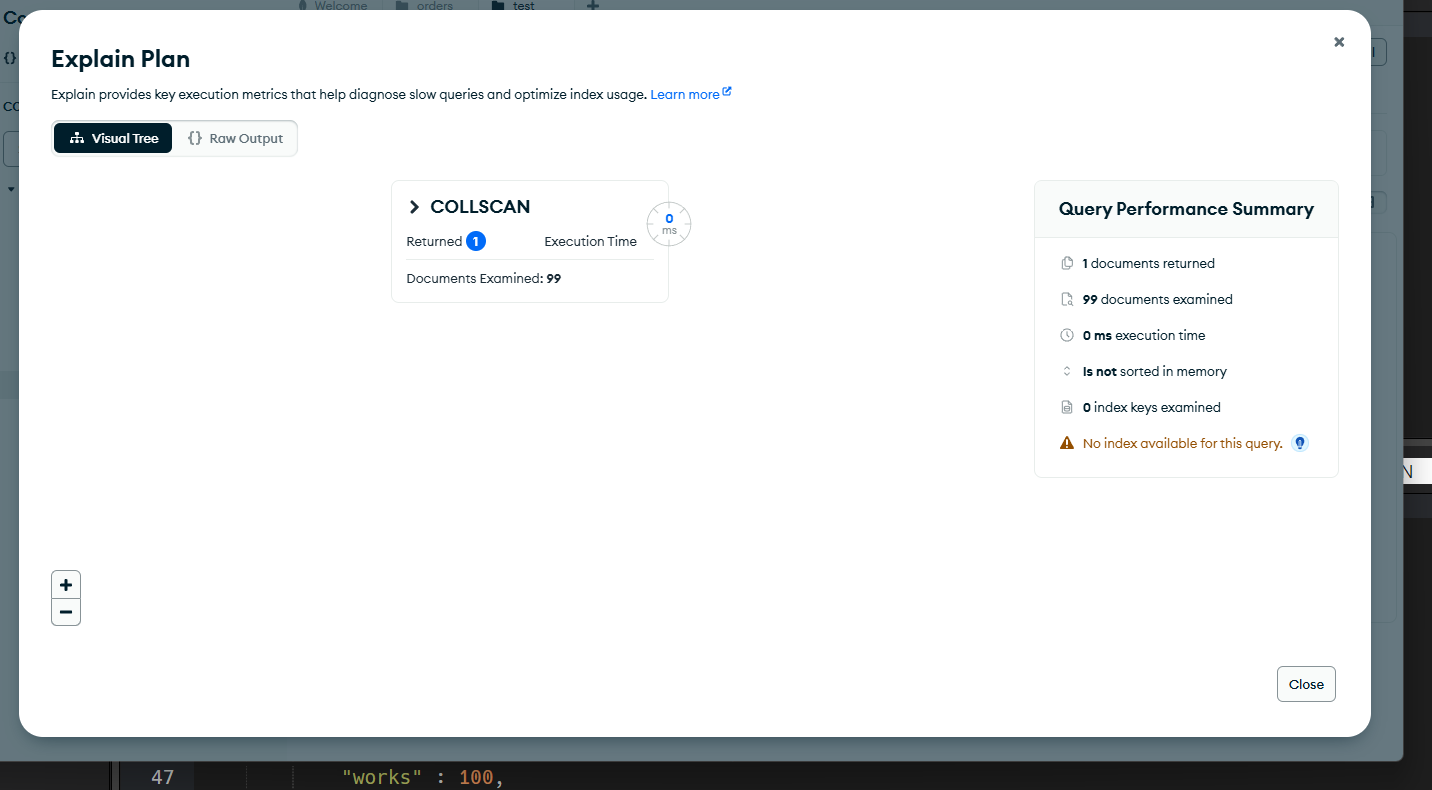 Welcome
orders
test
Explain Plan
Explain provides key execution metrics that help diagnose slow queries and optimize index usage. Learn more
Visual Tree
{} Raw Output
COLLSCAN
Returned 1
Execution Time
0
ms
Documents Examined: 99
Query Performance Summary
1 documents returned
99 documents examined
0 ms execution time
Is not sorted in memory
0 index keys examined
No index available for this query.
Close
47 "works" : 100,